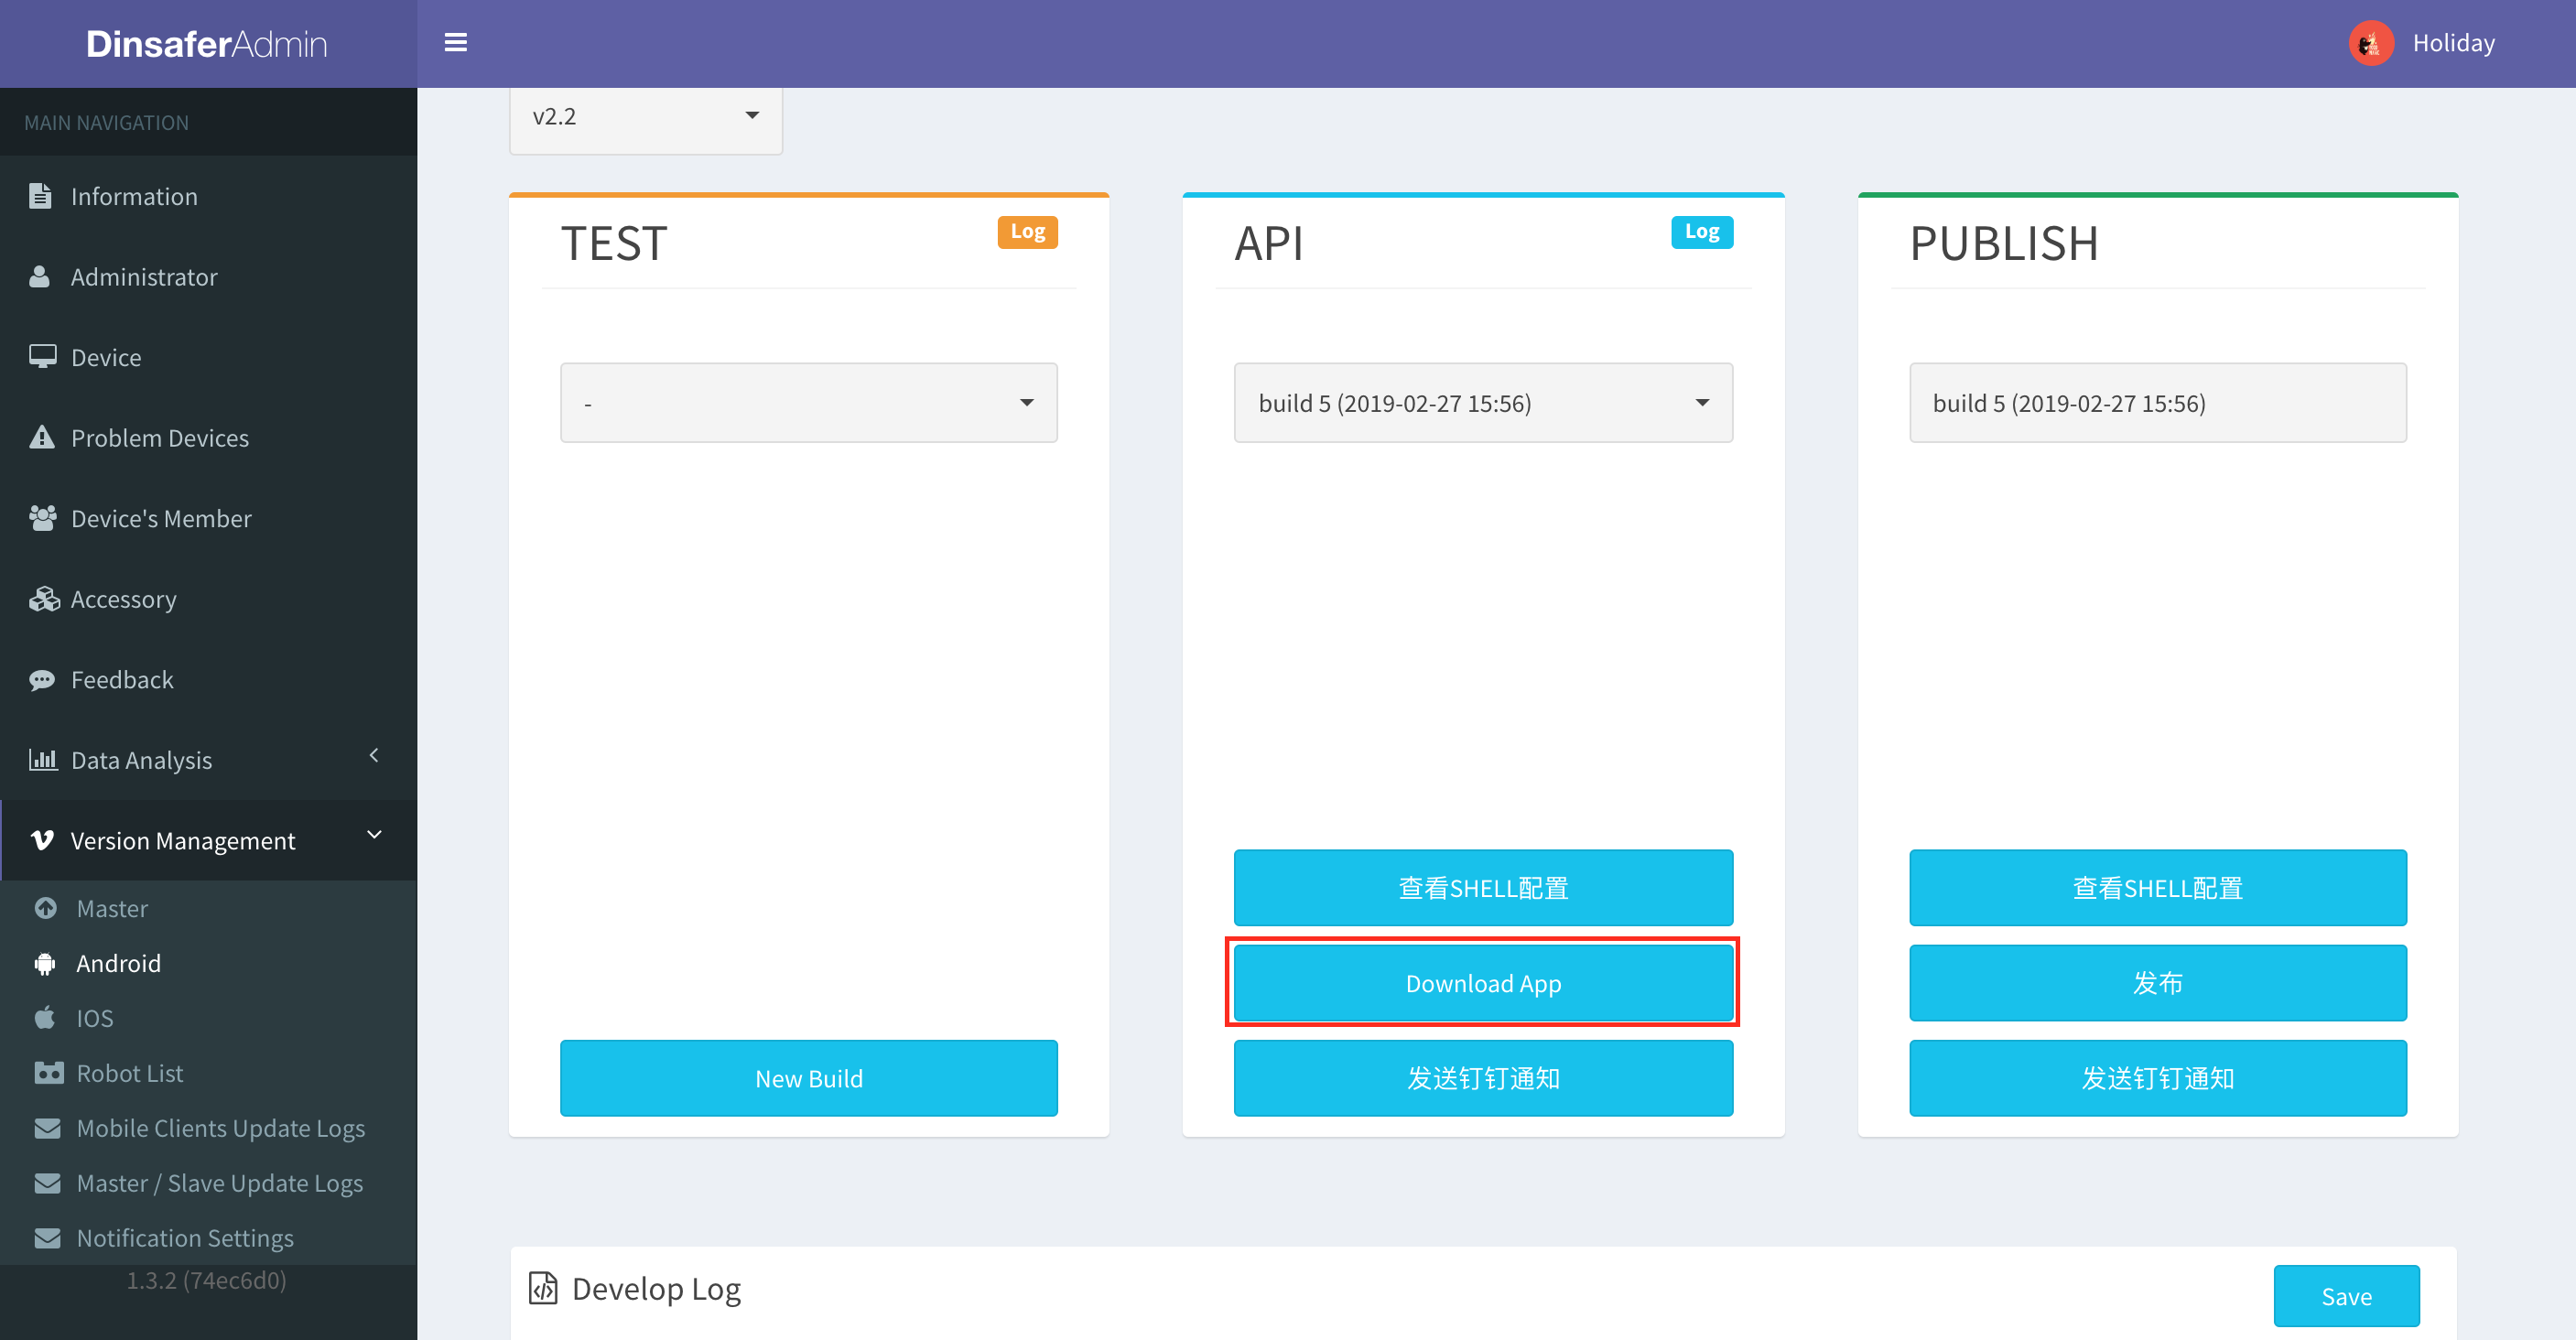 DinsaferAdmin
Holiday
MAIN NAVIGATION
Information
Administrator
Device
Problem Devices
Device's Member
Accessory
Feedback
Data Analysis
Version Management
Master
Android
IOS
Robot List
Mobile Clients Update Logs
Master / Slave Update Logs
Notification Settings
1.3.2 (74ec6d0)
v2.2
TEST
Log
-
New Build
API
Log
build 5 (2019-02-27 15:56)
查看SHELL配置
Download App
发送钉钉通知
PUBLISH
build 5 (2019-02-27 15:56)
查看SHELL配置
发布
发送钉钉通知
Develop Log
Save